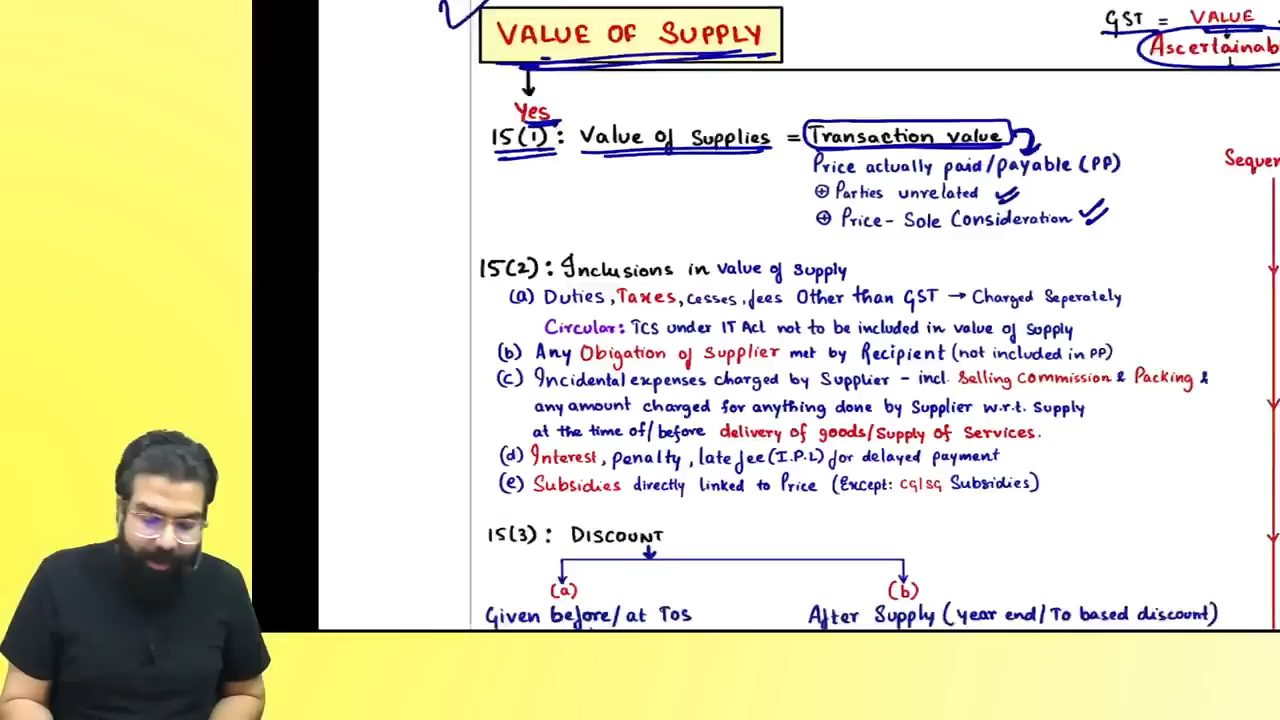 VALUE OF SUPPLY
GST = VALUE
Ascertainab
Yes
15(1): Value of Supplies = Transaction value
Price actually paid/payable (PP)
⊕ Parties unrelated
⊕ Price - Sole Consideration
Sequen
15(2): Inclusions in value of supply
(a) Duties, Taxes, cesses, fees Other than GST → Charged Seperately
Circular: TCS under IT Act not to be included in value of supply
(b) Any Obigation of Supplier met by Recipient (not included in PP)
(c) Incidental expenses charged by Supplier - incl. Selling Commission & Packing &
any amount charged for anything done by Supplier w.r.t. Supply
at the time of/before delivery of goods/Supply of Services.
(d) Interest, penalty, late fee (I.P.L) for delayed payment
(e) Subsidies directly linked to Price (Except: CG/SG Subsidies)
15(3): DISCOUNT
(a) (b)
Given before/at TOS After Supply (year end/To based discount)